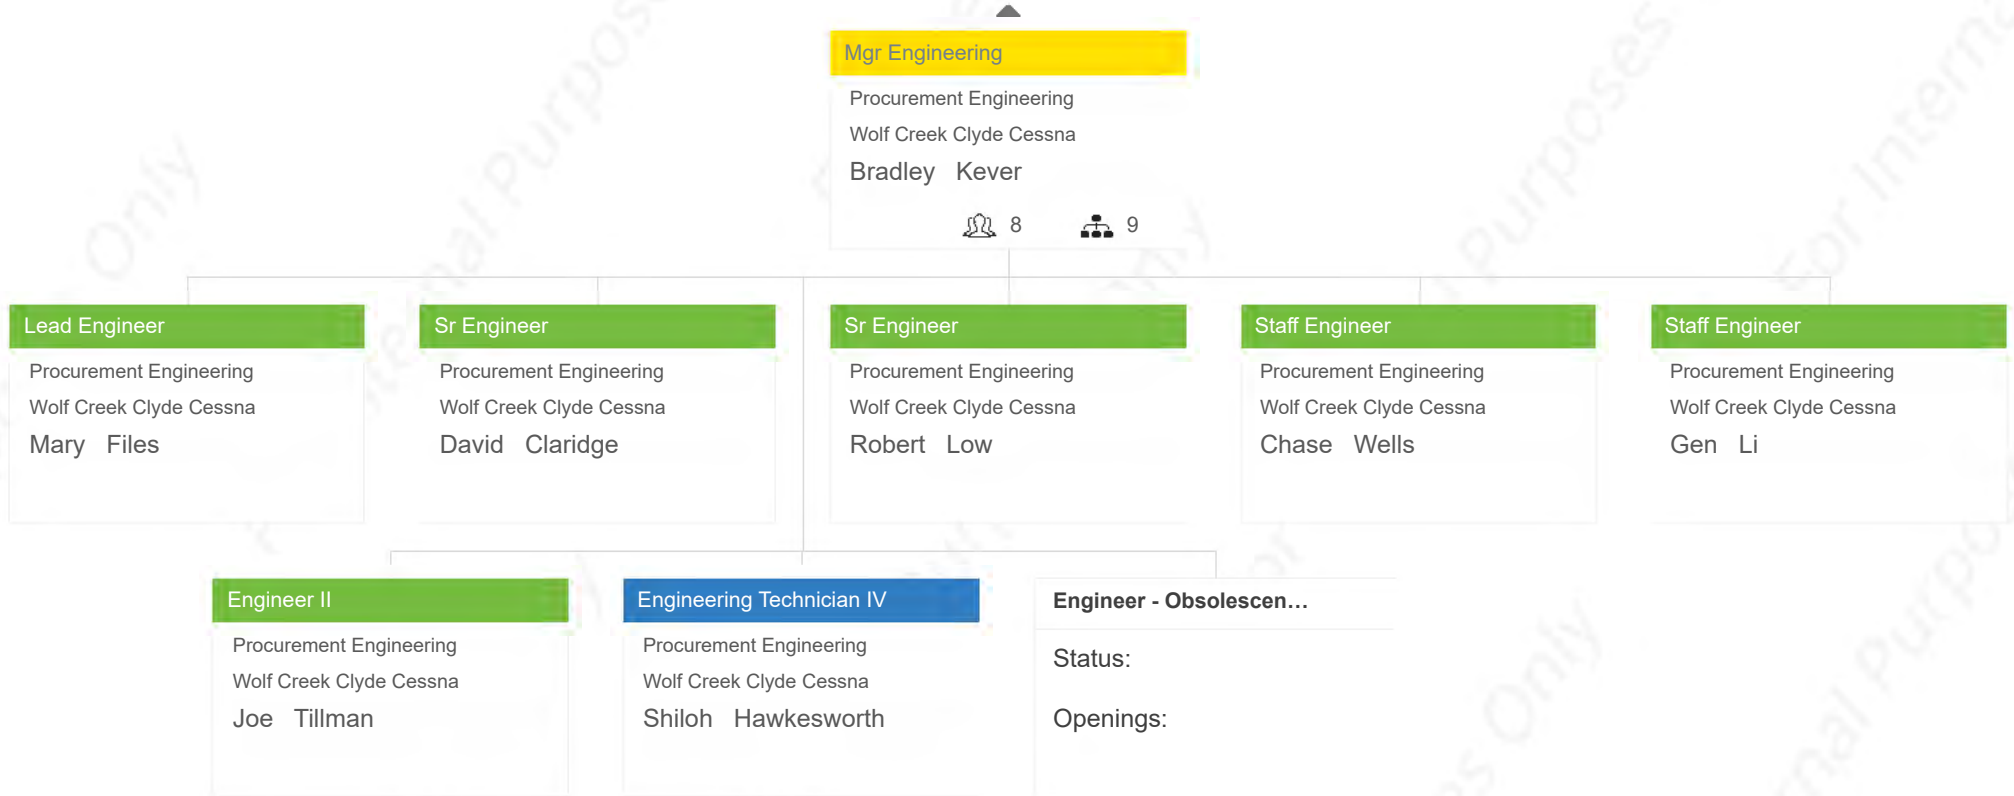 Mgr Engineering
Procurement Engineering
Wolf Creek Clyde Cessna
Bradley Kever
8 9
Lead Engineer
Procurement Engineering
Wolf Creek Clyde Cessna
Mary Files
Sr Engineer
Procurement Engineering
Wolf Creek Clyde Cessna
David Claridge
Sr Engineer
Procurement Engineering
Wolf Creek Clyde Cessna
Robert Low
Staff Engineer
Procurement Engineering
Wolf Creek Clyde Cessna
Chase Wells
Staff Engineer
Procurement Engineering
Wolf Creek Clyde Cessna
Gen Li
Engineer II
Procurement Engineering
Wolf Creek Clyde Cessna
Joe Tillman
Engineering Technician IV
Procurement Engineering
Wolf Creek Clyde Cessna
Shiloh Hawkesworth
Engineer - Obsolescen...
Status:
Openings: